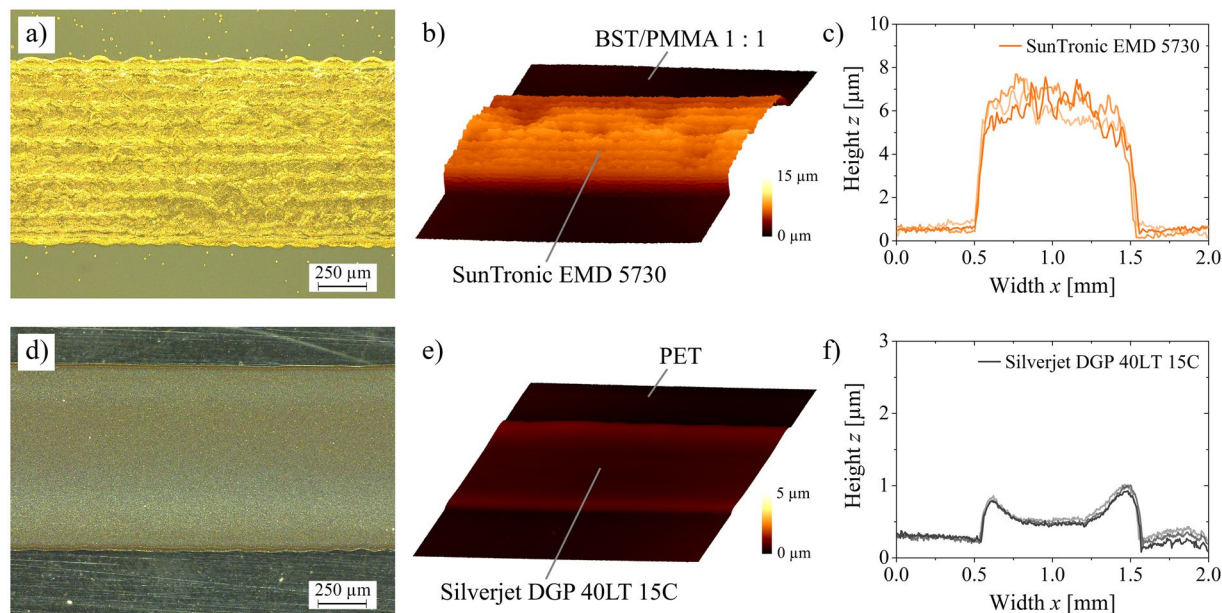 a)
250 µm
b)
BST/PMMA 1 : 1
15 µm
0 µm
SunTronic EMD 5730
c)
SunTronic EMD 5730
Height z [µm]
10
8
6
4
2
0
0.0 0.5 1.0 1.5 2.0
Width x [mm]
d)
250 µm
e)
PET
5 µm
0 µm
Silverjet DGP 40LT 15C
f)
Silverjet DGP 40LT 15C
Height z [µm]
3
2
1
0
0.0 0.5 1.0 1.5 2.0
Width x [mm]